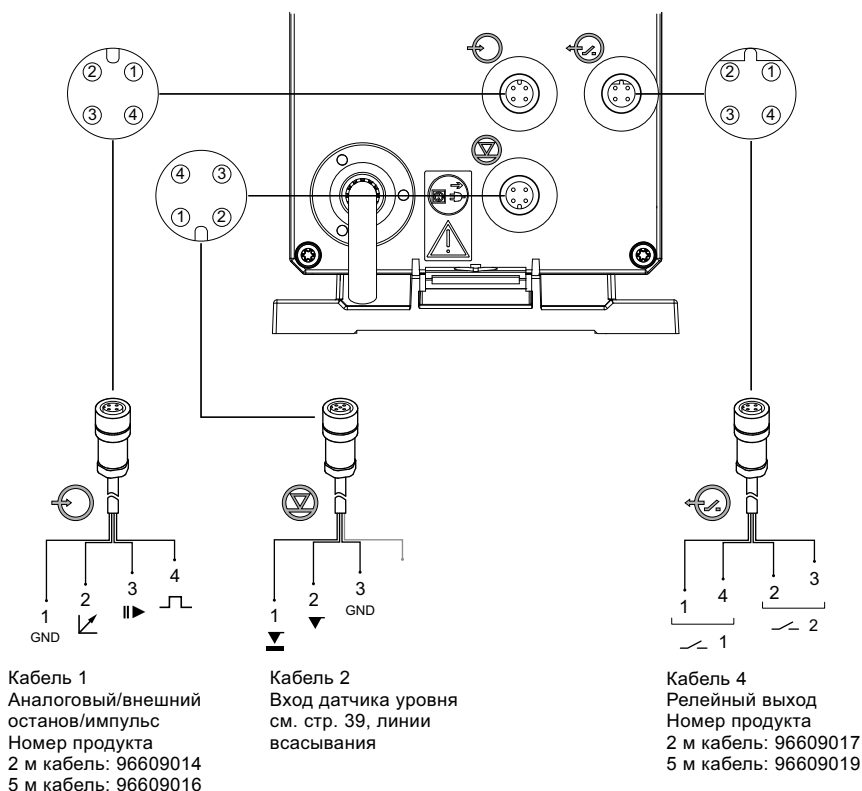 2 1
3 4
2 1
3 4
4 3
1 2
1
GND
2
3
4
1
2
3
GND
1
4
2
3
1
2
Кабель 1
Аналоговый/внешний
останов/импульс
Номер продукта
2 м кабель: 96609014
5 м кабель: 96609016
Кабель 2
Вход датчика уровня
см. стр. 39, линии
всасывания
Кабель 4
Релейный выход
Номер продукта
2 м кабель: 96609017
5 м кабель: 96609019